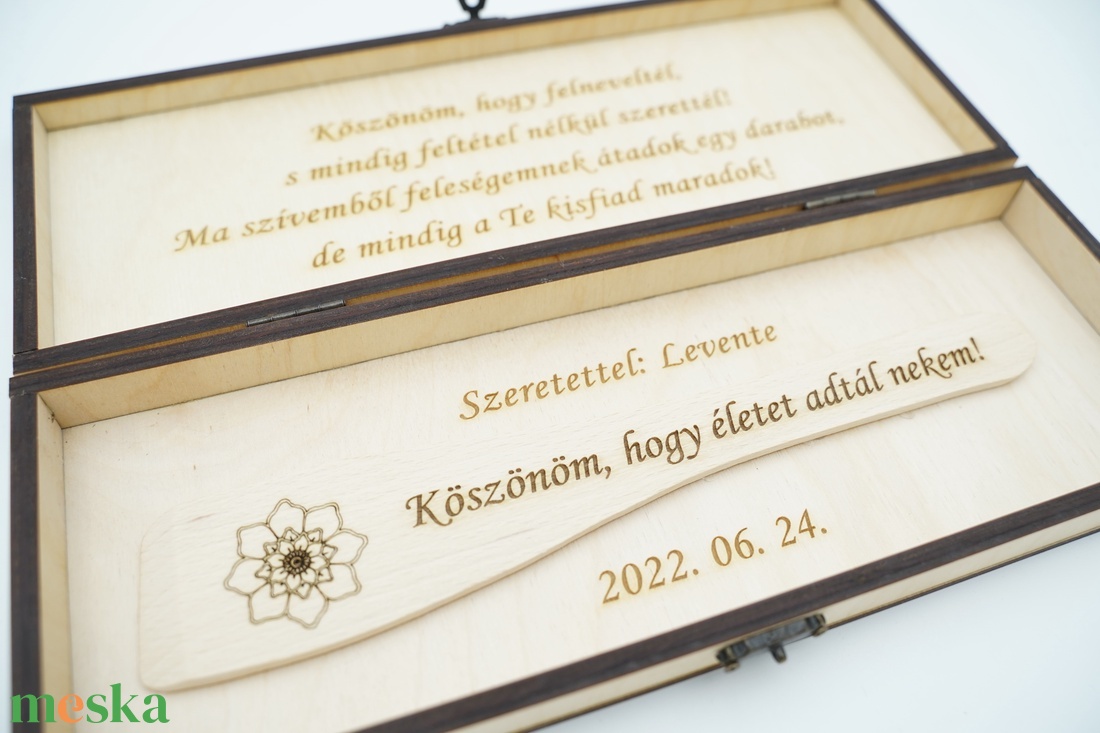 Köszönöm, hogy felneveltél,
s mindig feltétel nélkül szerettél!
Ma szívemből feleségemnek átadok egy darabot,
de mindig a Te kisfiad maradok!
Szeretettel: Levente
Köszönöm, hogy életet adtál nekem!
2022. 06. 24.
meska